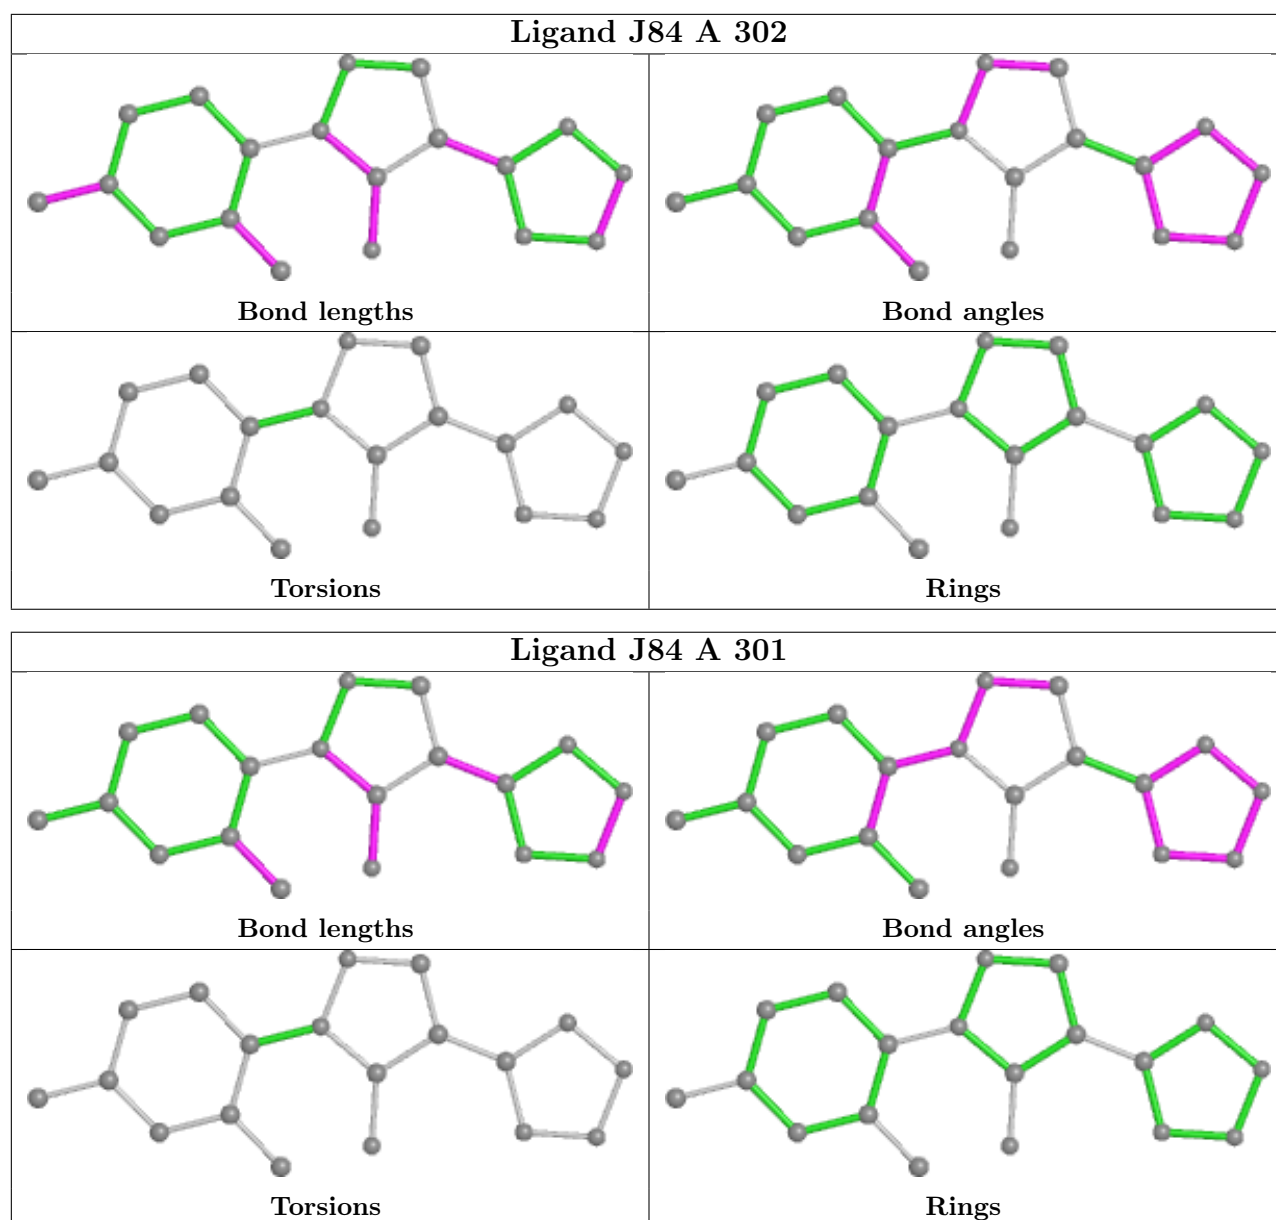 Ligand J84 A 302
Bond lengths
Bond angles
Torsions
Rings
Ligand J84 A 301
Bond lengths
Bond angles
Torsions
Rings